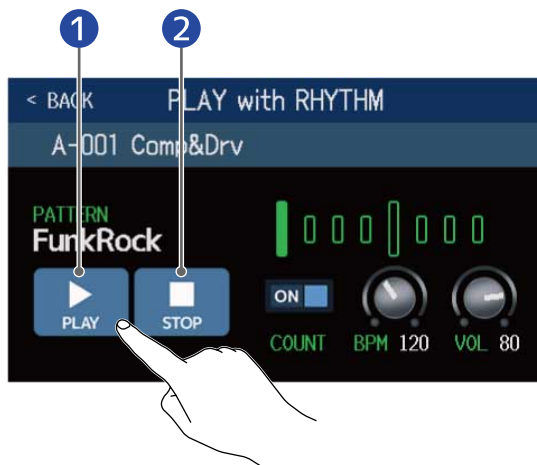 1 2
< BACK PLAY with RHYTHM
A-001 Comp&Drv
PATTERN
FunkRock
PLAY STOP
ON
COUNT BPM 120 VOL 80